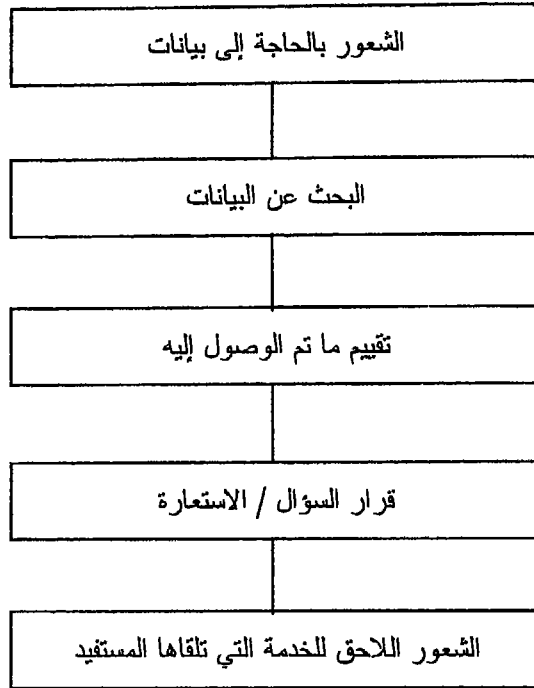 الشعور بالحاجة إلى بيانات
البحث عن البيانات
تقييم ما تم الوصول إليه
قرار السؤال / الاستعارة
الشعور اللاحق للخدمة التي تلقاها المستفيد